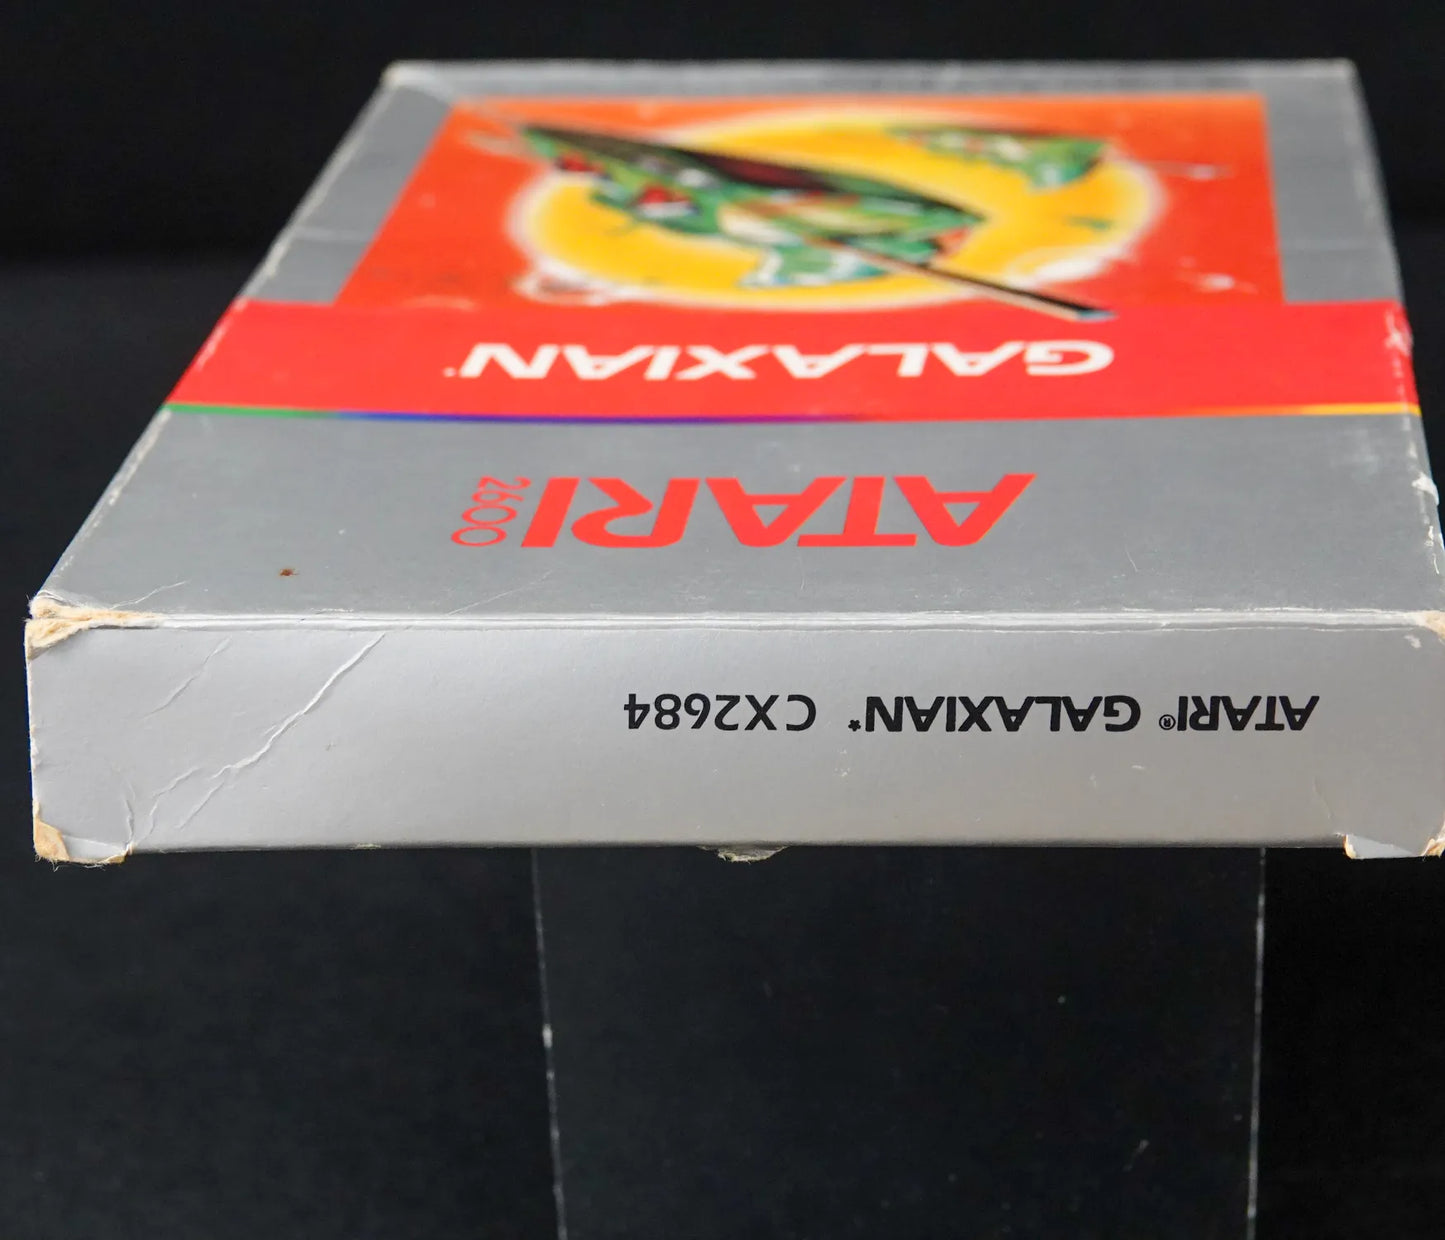 ATARI® GALAXIAN* CX2684
ATARI 2600
GALAXIAN*